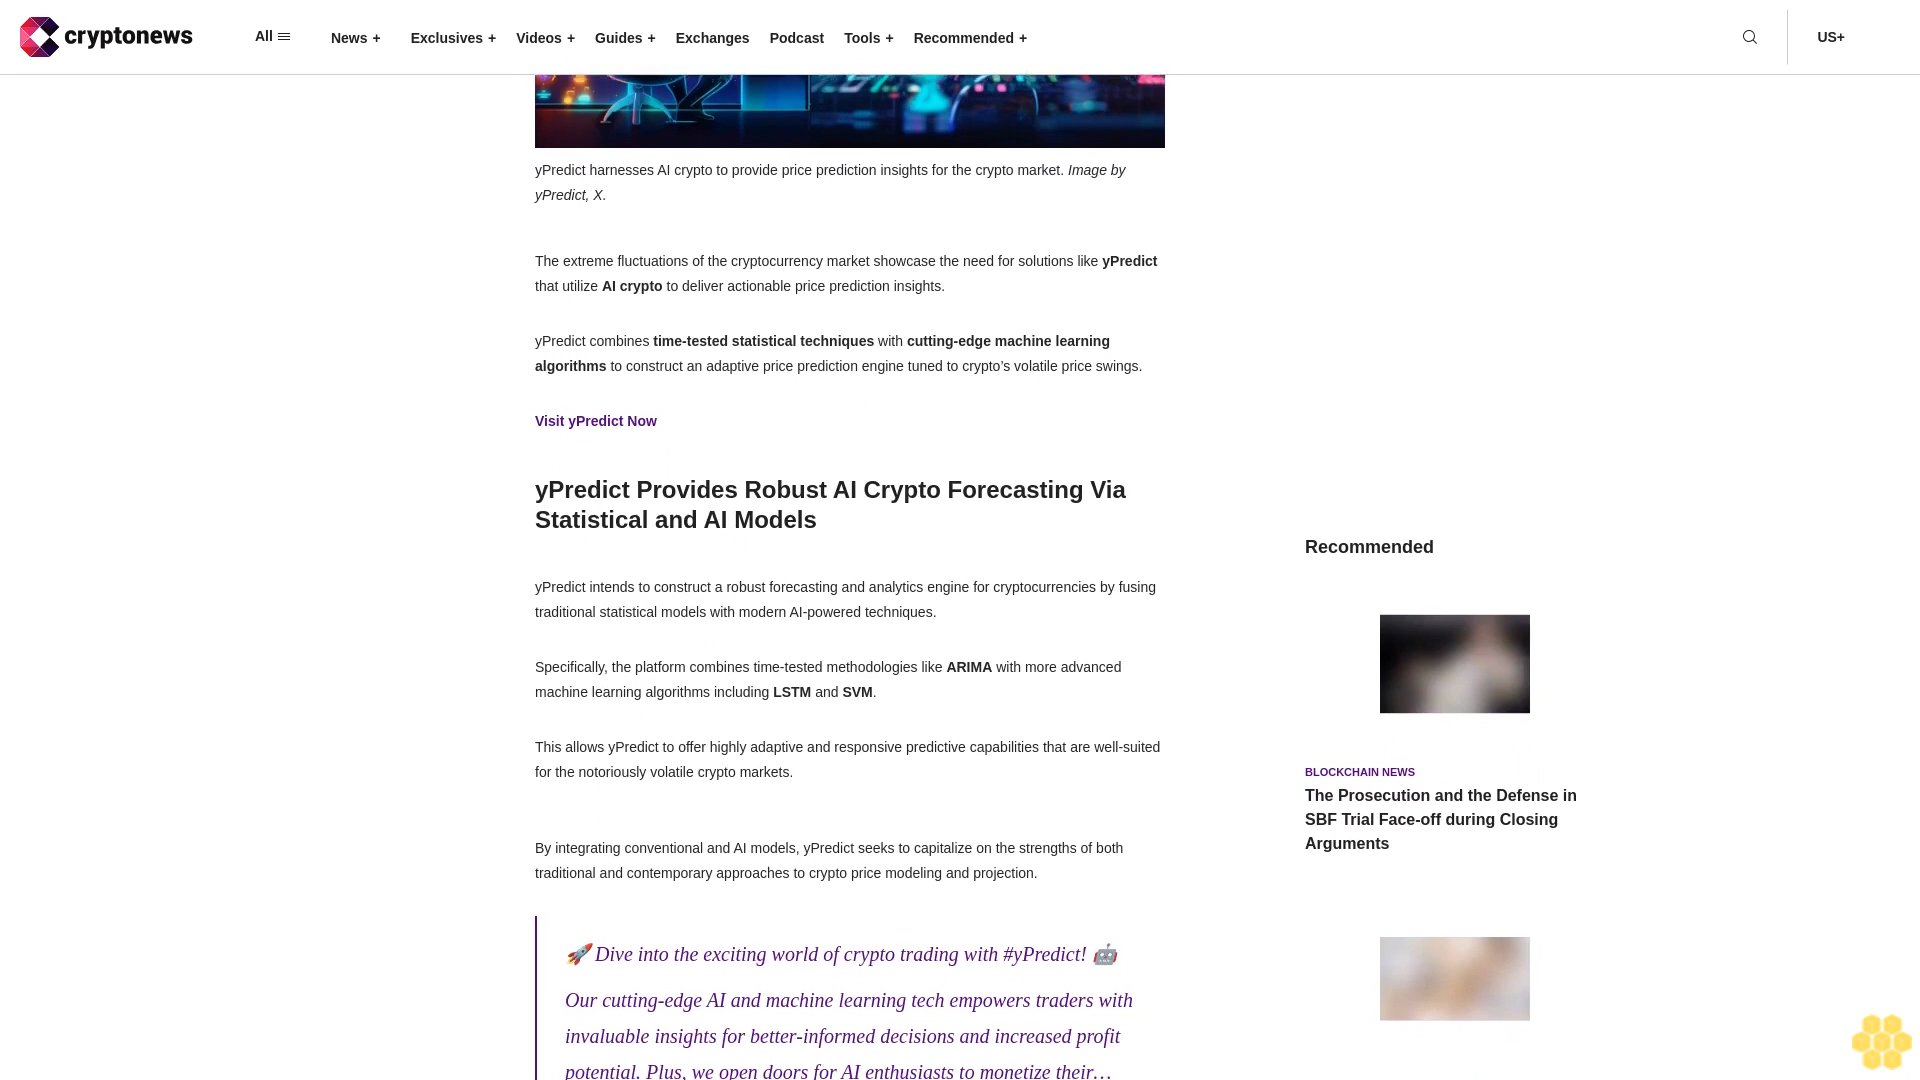 cryptonews
All
News +
Exclusives +
Videos +
Guides +
Exchanges
Podcast
Tools +
Recommended +
US+
yPredict harnesses AI crypto to provide price prediction insights for the crypto market. Image by
yPredict, X.
The extreme fluctuations of the cryptocurrency market showcase the need for solutions like yPredict
that utilize AI crypto to deliver actionable price prediction insights.
yPredict combines time-tested statistical techniques with cutting-edge machine learning
algorithms to construct an adaptive price prediction engine tuned to crypto’s volatile price swings.
Visit yPredict Now
yPredict Provides Robust AI Crypto Forecasting Via
Statistical and AI Models
yPredict intends to construct a robust forecasting and analytics engine for cryptocurrencies by fusing
traditional statistical models with modern AI-powered techniques.
Specifically, the platform combines time-tested methodologies like ARIMA with more advanced
machine learning algorithms including LSTM and SVM.
This allows yPredict to offer highly adaptive and responsive predictive capabilities that are well-suited
for the notoriously volatile crypto markets.
By integrating conventional and AI models, yPredict seeks to capitalize on the strengths of both
traditional and contemporary approaches to crypto price modeling and projection.
🚀 Dive into the exciting world of crypto trading with #yPredict! 🤖
Our cutting-edge AI and machine learning tech empowers traders with
invaluable insights for better-informed decisions and increased profit
potential. Plus, we open doors for AI enthusiasts to monetize their…
Recommended
BLOCKCHAIN NEWS
The Prosecution and the Defense in
SBF Trial Face-off during Closing
Arguments